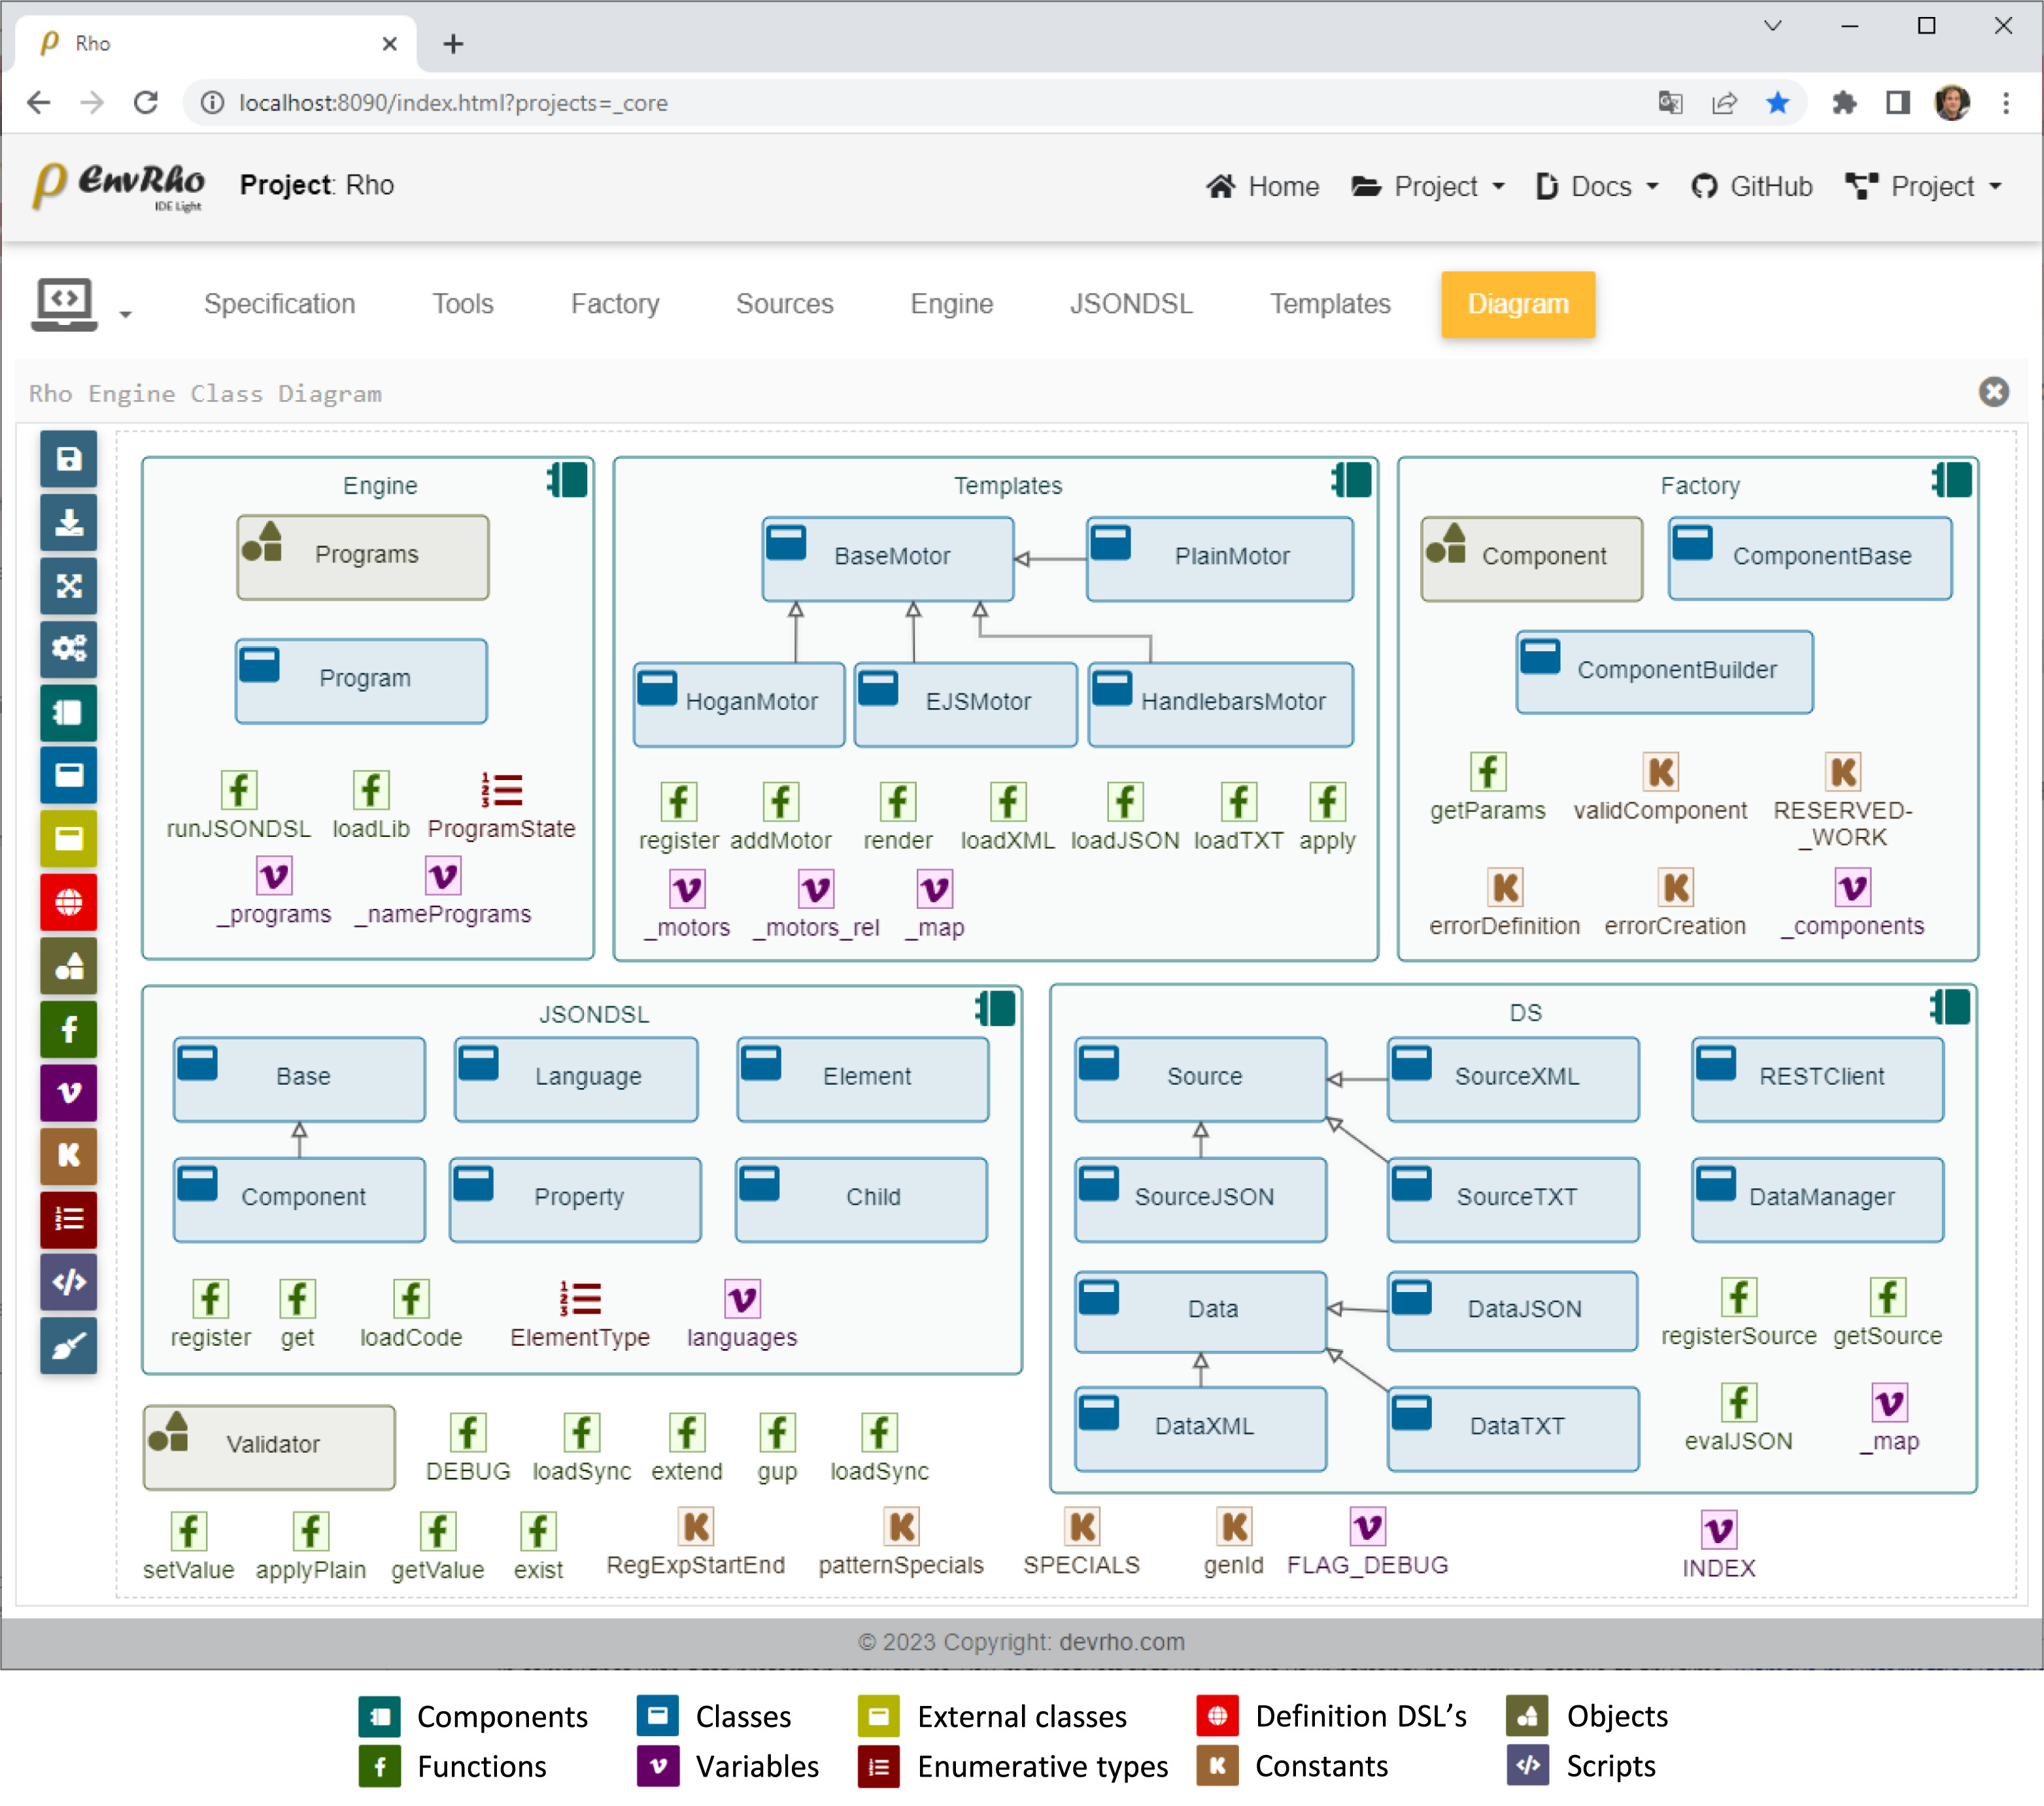 Rho
localhost:8090/index.html?projects=_core
ρ EnvRho
IDE Light
Project: Rho
Home Project Docs GitHub Project
Specification Tools Factory Sources Engine JSONDSL Templates Diagram
Rho Engine Class Diagram
Engine
Programs
Program
runJSONDSL loadLib ProgramState
_programs _namePrograms
Templates
BaseMotor PlainMotor
HoganMotor EJSMotor HandlebarsMotor
register addMotor render loadXML loadJSON loadTXT apply
_motors _motors_rel _map
Factory
Component ComponentBase
ComponentBuilder
getParams validComponent RESERVED-
_WORK
errorDefinition errorCreation _components
JSONDSL
Base Language Element
Component Property Child
register get loadCode ElementType languages
DS
Source SourceXML RESTClient
SourceJSON SourceTXT DataManager
Data DataJSON
registerSource getSource
DataXML DataTXT
evalJSON _map
Validator
DEBUG loadSync extend gup loadSync
setValue applyPlain getValue exist RegExpStartEnd patternSpecials SPECIALS genId FLAG_DEBUG INDEX
© 2023 Copyright: devrho.com
Components Classes External classes Definition DSL’s Objects
Functions Variables Enumerative types Constants Scripts